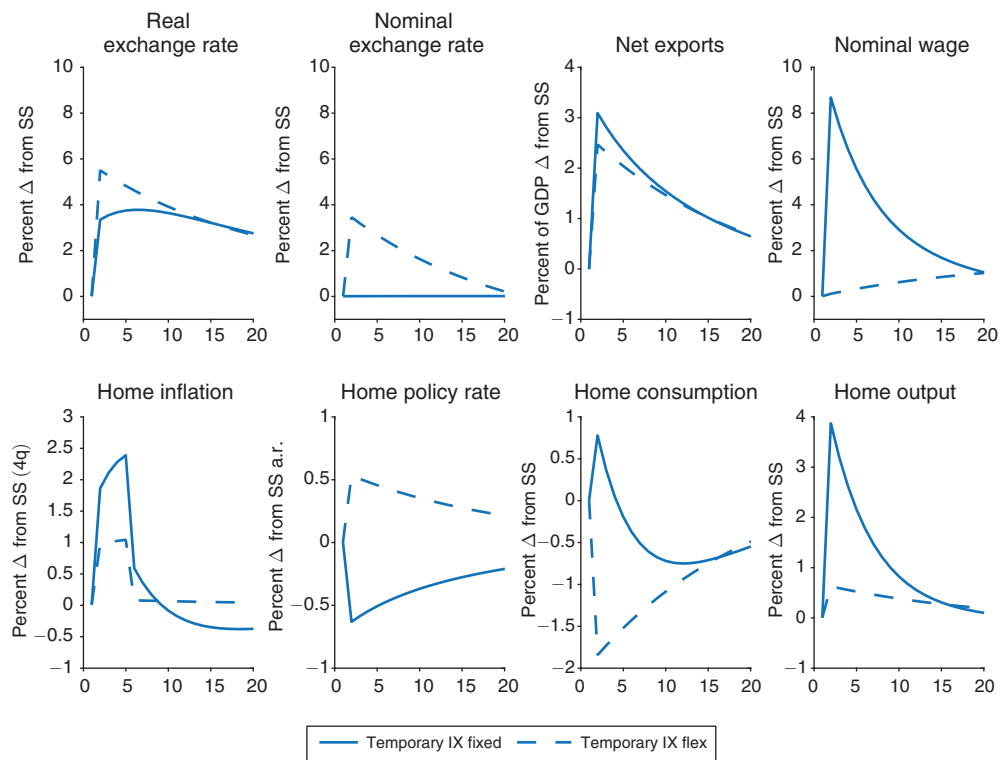 Real
exchange rate
Percent Δ from SS
10
8
6
4
2
0
0 5 10 15 20
Nominal
exchange rate
Percent Δ from SS
10
8
6
4
2
0
0 5 10 15 20
Net exports
Percent of GDP Δ from SS
4
3
2
1
0
−1
0 5 10 15 20
Nominal wage
Percent Δ from SS
10
8
6
4
2
0
0 5 10 15 20
Home inflation
Percent Δ from SS (4q)
3
2.5
2
1.5
1
0.5
0
−0.5
−1
0 5 10 15 20
Home policy rate
Percent Δ from SS a.r.
1
0.5
0
−0.5
−1
0 5 10 15 20
Home consumption
Percent Δ from SS
1
0.5
0
−0.5
−1
−1.5
−2
0 5 10 15 20
Home output
Percent Δ from SS
5
4
3
2
1
0
−1
0 5 10 15 20
Temporary IX fixed
Temporary IX flex